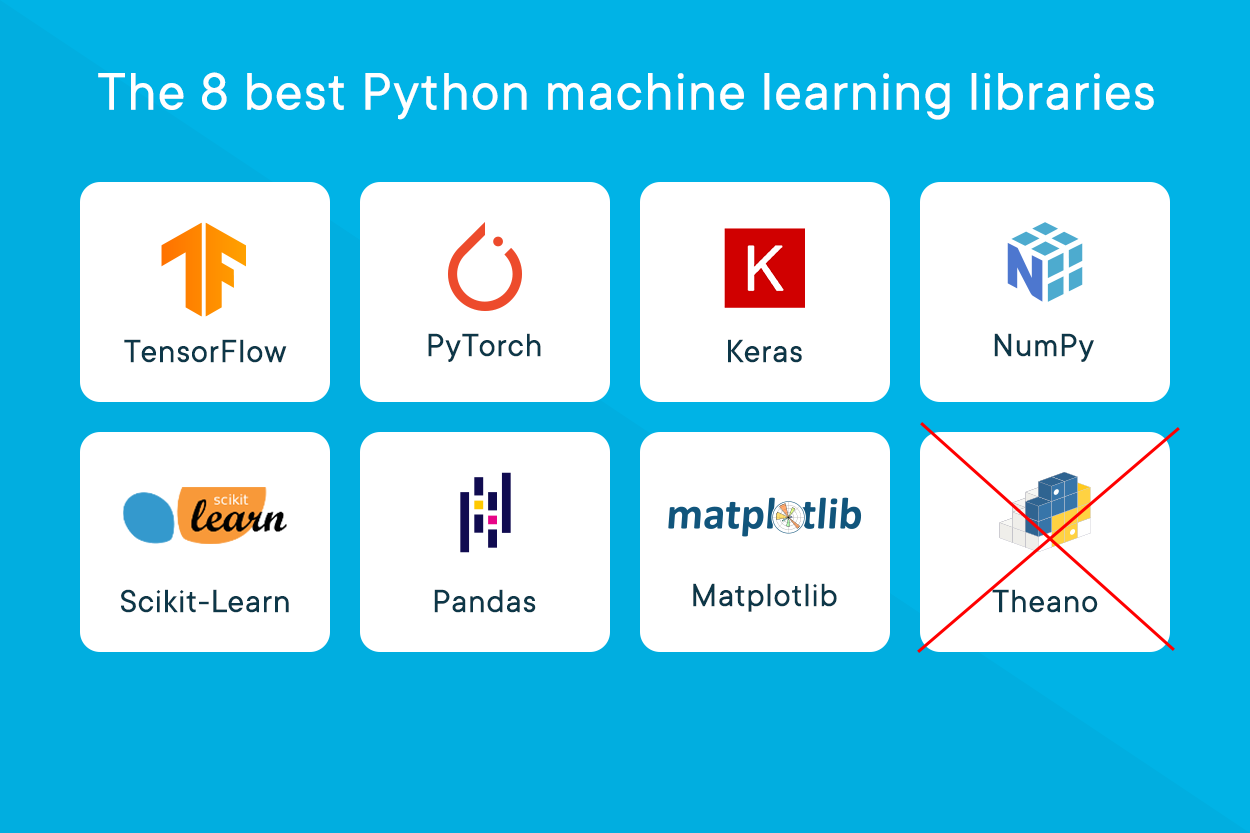 The 8 best Python machine learning libraries
TF
TensorFlow
PyTorch
K
Keras
N
NumPy
scikit
learn
Scikit-Learn
Pandas
matplotlib
Matplotlib
Theano